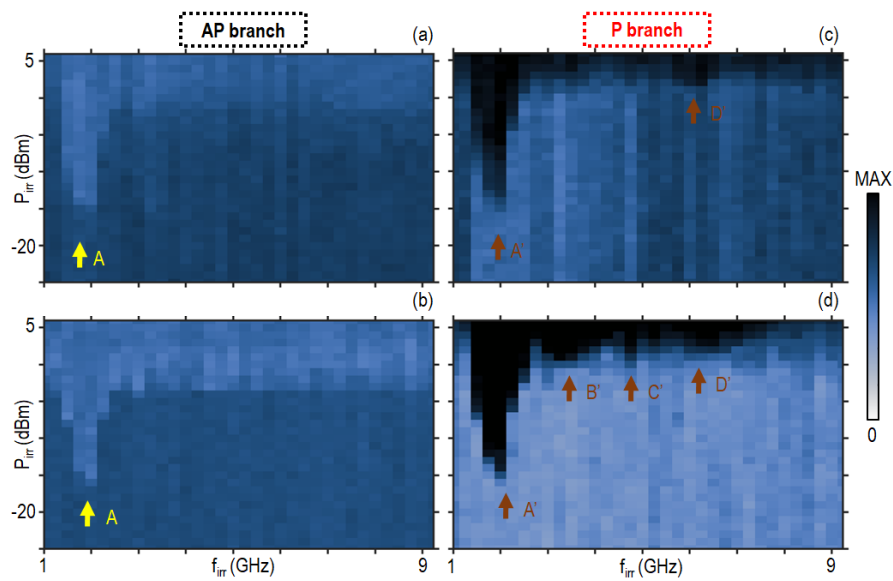 AP branch
P branch
(a)
(c)
5
P_irr (dBm)
-20
A
D'
A'
MAX
0
(b)
(d)
5
P_irr (dBm)
-20
A
B'
C'
D'
A'
1
f_irr (GHz)
9
1
f_irr (GHz)
9